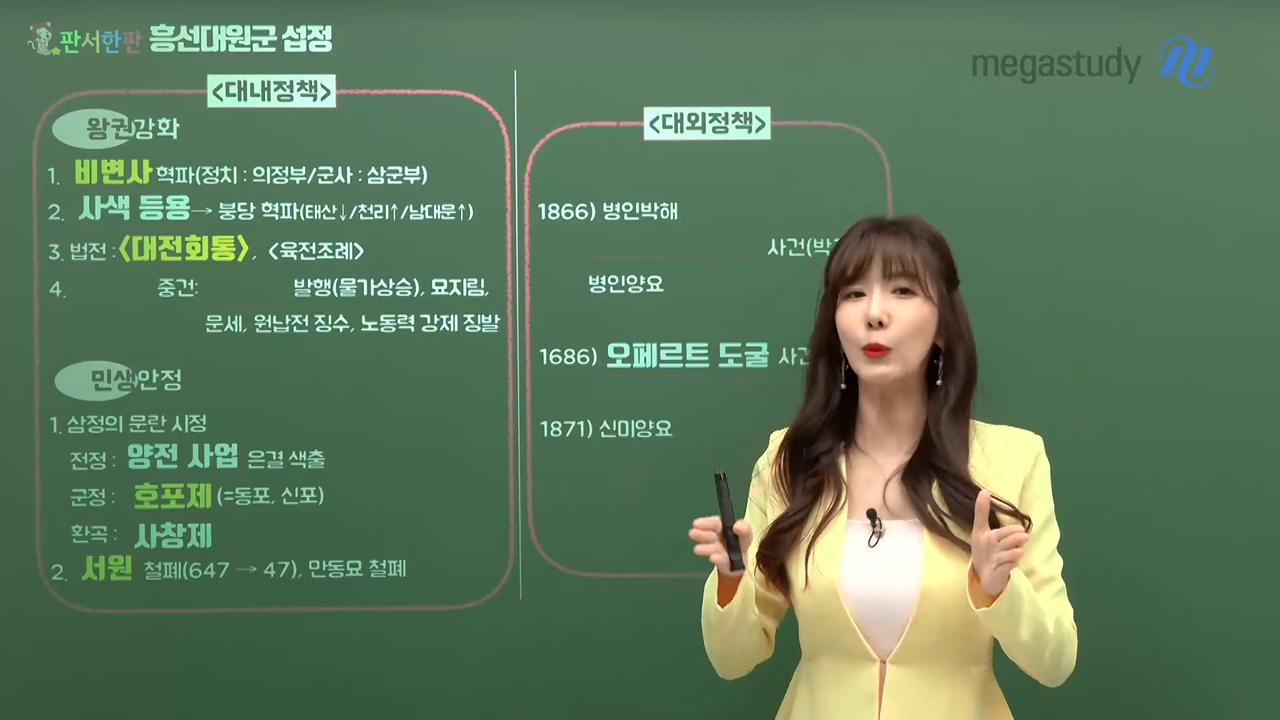 판서한판 흥선대원군 섭정
megastudy
<대내정책>
왕권강화
1. 비변사 혁파(정치 : 의정부/군사 : 삼군부)
2. 사색 등용→ 붕당 혁파(태산↓/천리↑/남대문↑)
3. 법전 : <대전회통>, <육전조례>
4. 중건: 발행(물가상승), 묘지림,
문세, 원납전 징수, 노동력 강제 징발
민생안정
1. 삼정의 문란 시정
전정 : 양전 사업 은결 색출
군정 : 호포제 (=동포, 신포)
환곡 : 사창제
2. 서원 철폐(647 → 47), 만동묘 철폐
<대외정책>
1866) 병인박해
사건(박
병인양요
1686) 오페르트 도굴 사건
1871) 신미양요